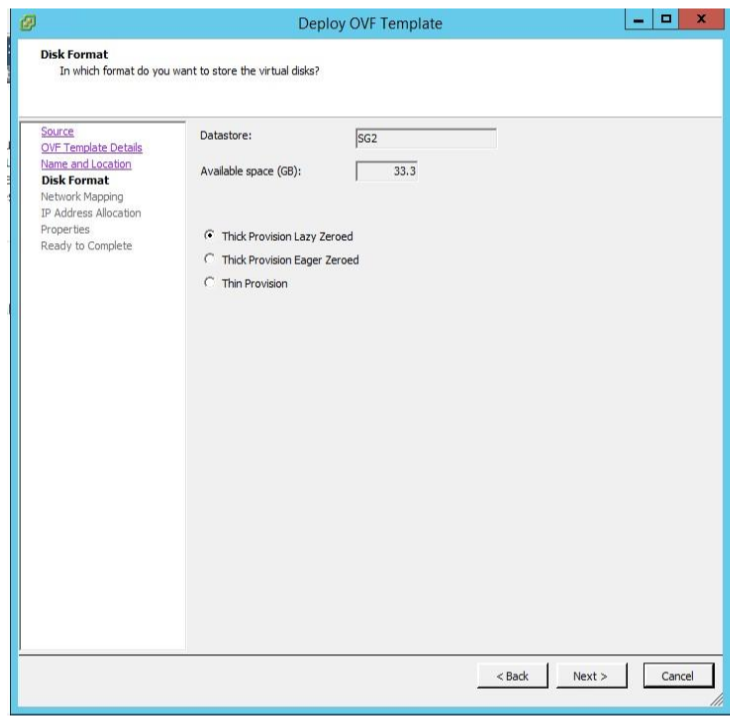 Deploy OVF Template
Disk Format
In which format do you want to store the virtual disks?
Source
OVF Template Details
Name and Location
Disk Format
Network Mapping
IP Address Allocation
Properties
Ready to Complete
Datastore:
SG2
Available space (GB):
33.3
Thick Provision Lazy Zeroed
Thick Provision Eager Zeroed
Thin Provision
< Back
Next >
Cancel